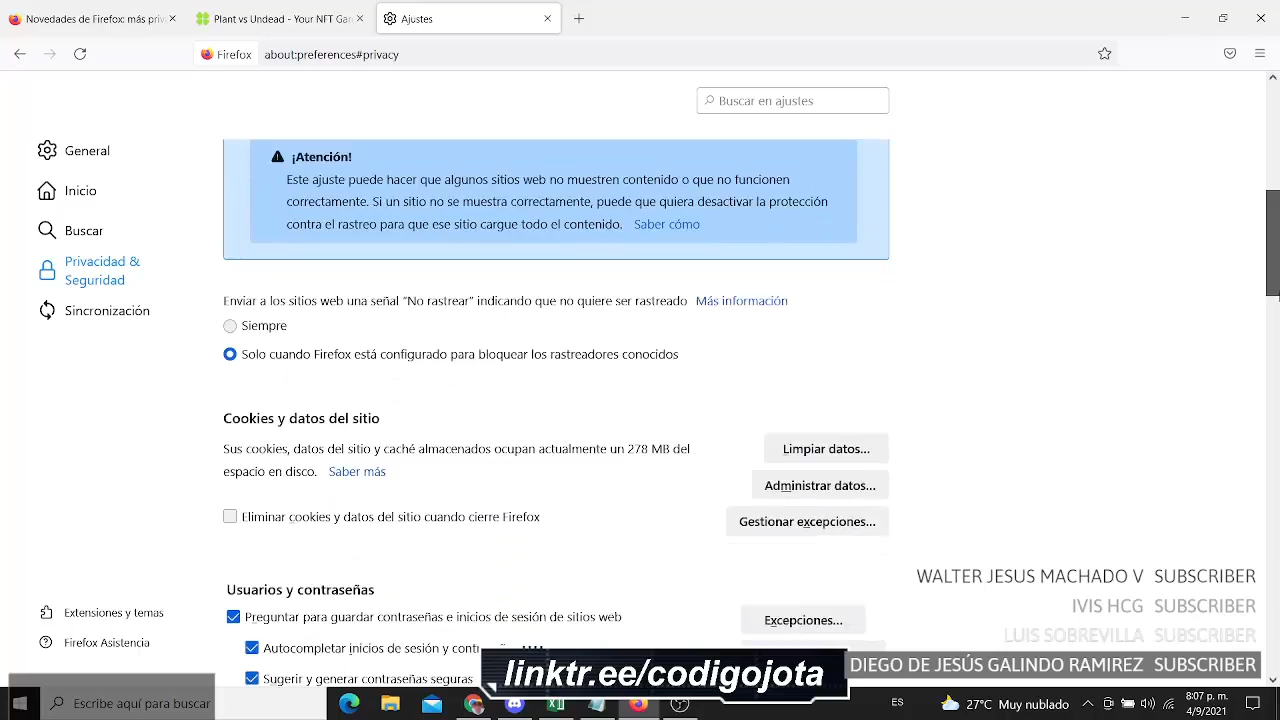 Novedades de Firefox más priv
Plant vs Undead - Your NFT Gar
Ajustes
Firefox
about:preferences#privacy
Buscar en ajustes
General
Inicio
Buscar
Privacidad &
Seguridad
Sincronización
Extensiones y temas
Firefox Asistencia
¡Atención!
Este ajuste puede hacer que algunos sitios web no muestren contenido o que no funcionen
correctamente. Si un sitio no se muestra correctamente, puede que quiera desactivar la protección
contra el rastreo para que ese sitio cargue todo el contenido. Saber cómo
Enviar a los sitios web una señal “No rastrear” indicando que no quiere ser rastreado Más información
Siempre
Solo cuando Firefox está configurado para bloquear los rastreadores conocidos
Cookies y datos del sitio
Sus cookies, datos del sitio y caché almacenados ocupan actualmente un 278 MB del
espacio en disco. Saber más
Limpiar datos...
Administrar datos...
Gestionar excepciones...
Eliminar cookies y datos del sitio cuando cierre Firefox
Usuarios y contraseñas
Preguntar para guardar contraseñas e inicios de sesión de sitios web
Excepciones...
Autocompletar inicios de sesión y
Sugerir y generar contraseñas seguras
WALTER JESUS MACHADO V SUBSCRIBER
IVIS HCG SUBSCRIBER
LUIS SOBREVILLA SUBSCRIBER
DIEGO DE JESÚS GALINDO RAMIREZ SUBSCRIBER
linktr.ee/codigojota
Escribe aquí para buscar
ES
27°C Muy nublado
8:07 p. m.
4/9/2021